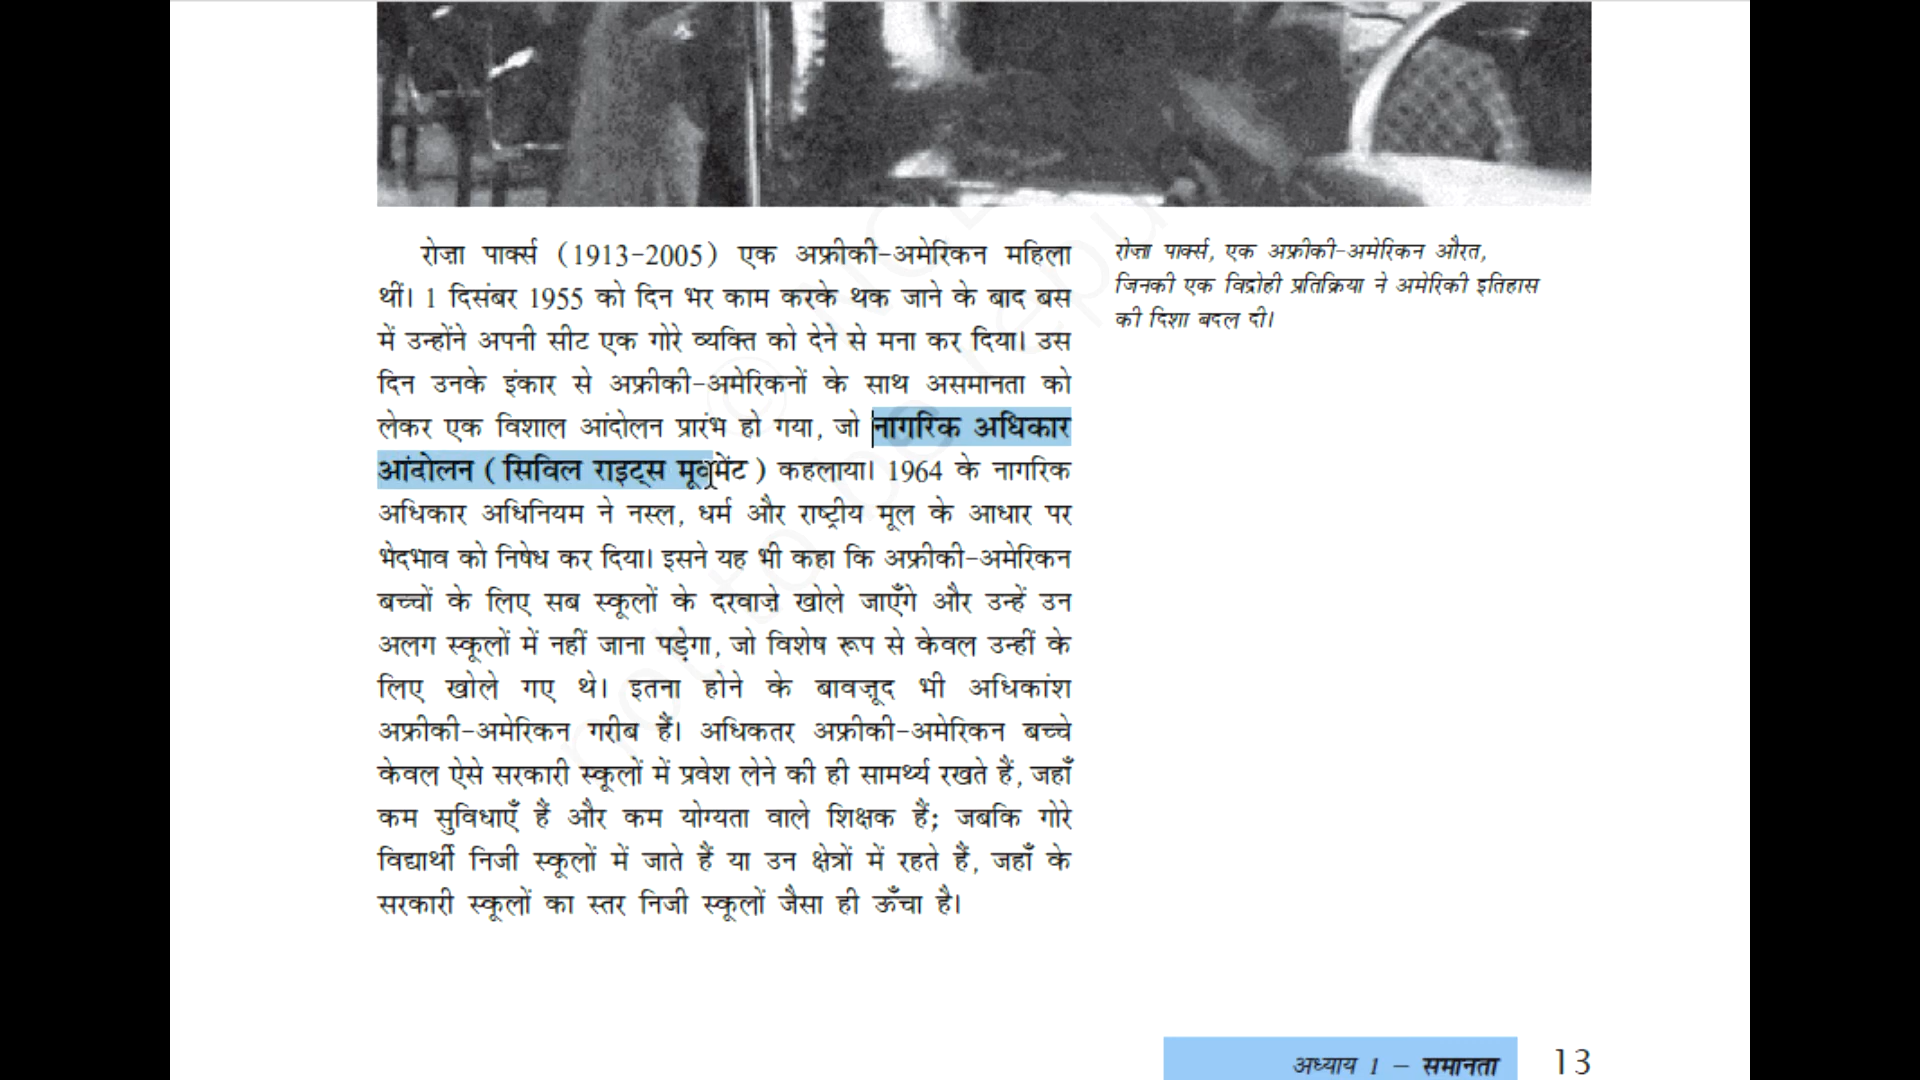 रोज़ा पार्क्स (1913-2005) एक अफ्रीकी-अमेरिकन महिला
थीं। 1 दिसंबर 1955 को दिन भर काम करके थक जाने के बाद बस
में उन्होंने अपनी सीट एक गोरे व्यक्ति को देने से मना कर दिया। उस
दिन उनके इंकार से अफ्रीकी-अमेरिकनों के साथ असमानता को
लेकर एक विशाल आंदोलन प्रारंभ हो गया, जो नागरिक अधिकार
आंदोलन (सिविल राइट्स मूवमेंट) कहलाया। 1964 के नागरिक
अधिकार अधिनियम ने नस्ल, धर्म और राष्ट्रीय मूल के आधार पर
भेदभाव को निषेध कर दिया। इसने यह भी कहा कि अफ्रीकी-अमेरिकन
बच्चों के लिए सब स्कूलों के दरवाज़े खोले जाएँगे और उन्हें उन
अलग स्कूलों में नहीं जाना पड़ेगा, जो विशेष रूप से केवल उन्हीं के
लिए खोले गए थे। इतना होने के बावज़ूद भी अधिकांश
अफ्रीकी-अमेरिकन गरीब हैं। अधिकतर अफ्रीकी-अमेरिकन बच्चे
केवल ऐसे सरकारी स्कूलों में प्रवेश लेने की ही सामर्थ्य रखते हैं, जहाँ
कम सुविधाएँ हैं और कम योग्यता वाले शिक्षक हैं; जबकि गोरे
विद्यार्थी निजी स्कूलों में जाते हैं या उन क्षेत्रों में रहते हैं, जहाँ के
सरकारी स्कूलों का स्तर निजी स्कूलों जैसा ही ऊँचा है।
रोज़ा पार्क्स, एक अफ्रीकी-अमेरिकन औरत,
जिनकी एक विद्रोही प्रतिक्रिया ने अमेरिकी इतिहास
की दिशा बदल दी।
अध्याय 1 – समानता 13
not to be repu